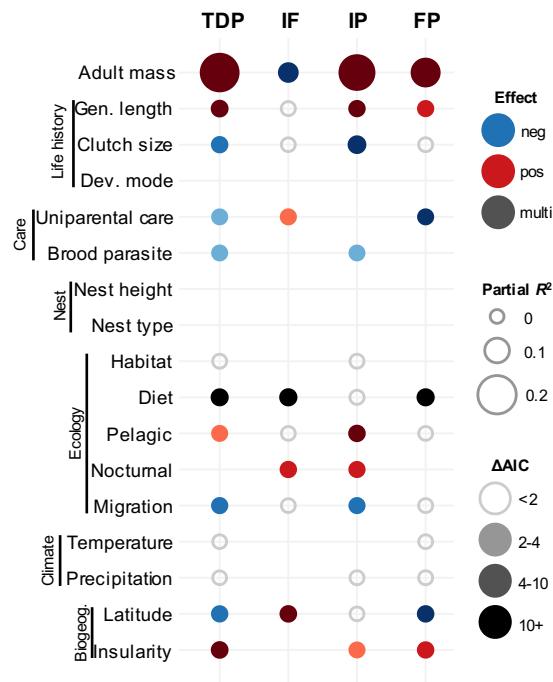 TDP IF IP FP
Adult mass
Life history
Gen. length
Clutch size
Dev. mode
Care
Uniparental care
Brood parasite
Nest
Nest height
Nest type
Ecology
Habitat
Diet
Pelagic
Nocturnal
Migration
Climate
Temperature
Precipitation
Biogeog.
Latitude
Insularity
Effect
neg
pos
multi
Partial R²
0
0.1
0.2
ΔAIC
<2
2-4
4-10
10+